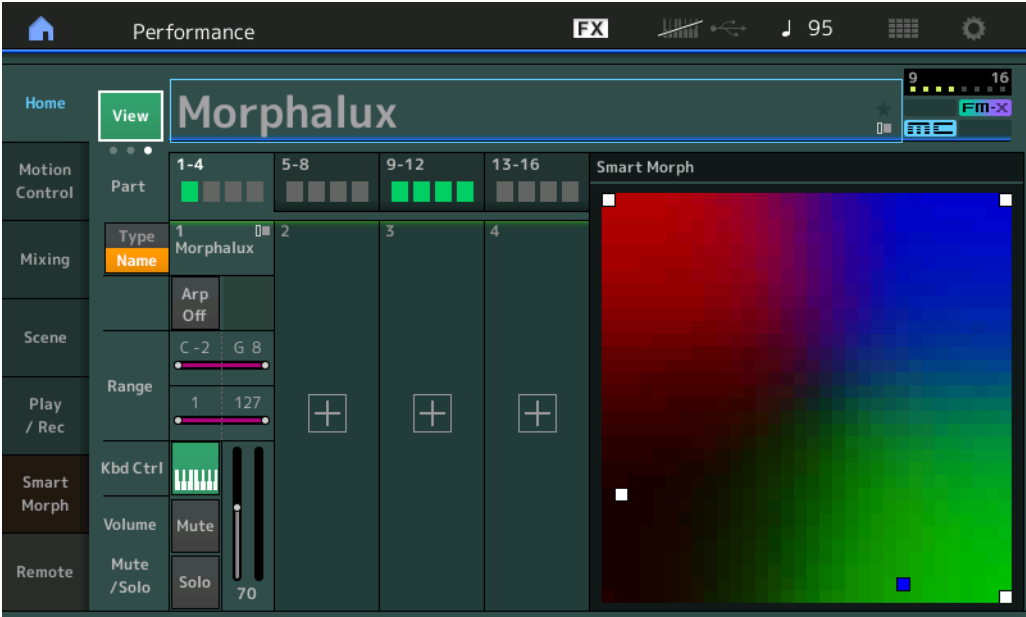 Performance
FX
95
Home
View
Morphalux
9 16
FM-X
MC
Motion
Control
Part
1-4
5-8
9-12
13-16
Smart Morph
Mixing
Type
Name
1
Morphalux
2
3
4
Arp
Off
Scene
Range
C -2 G 8
1 127
Play
/ Rec
Smart
Morph
Kbd Ctrl
Volume
Mute
Mute
/Solo
Solo
70
Remote